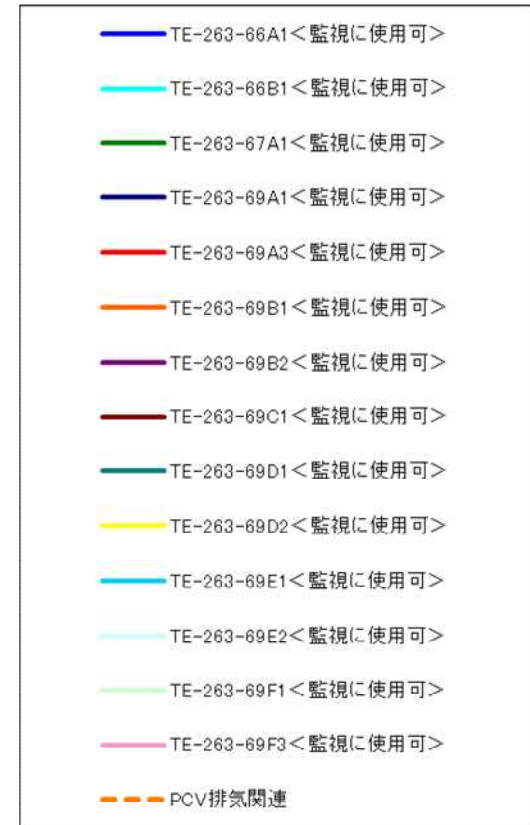 TE-263-66A1＜監視に使用可＞
TE-263-66B1＜監視に使用可＞
TE-263-67A1＜監視に使用可＞
TE-263-69A1＜監視に使用可＞
TE-263-69A3＜監視に使用可＞
TE-263-69B1＜監視に使用可＞
TE-263-69B2＜監視に使用可＞
TE-263-69C1＜監視に使用可＞
TE-263-69D1＜監視に使用可＞
TE-263-69D2＜監視に使用可＞
TE-263-69E1＜監視に使用可＞
TE-263-69E2＜監視に使用可＞
TE-263-69F1＜監視に使用可＞
TE-263-69F3＜監視に使用可＞
PCV排気関連